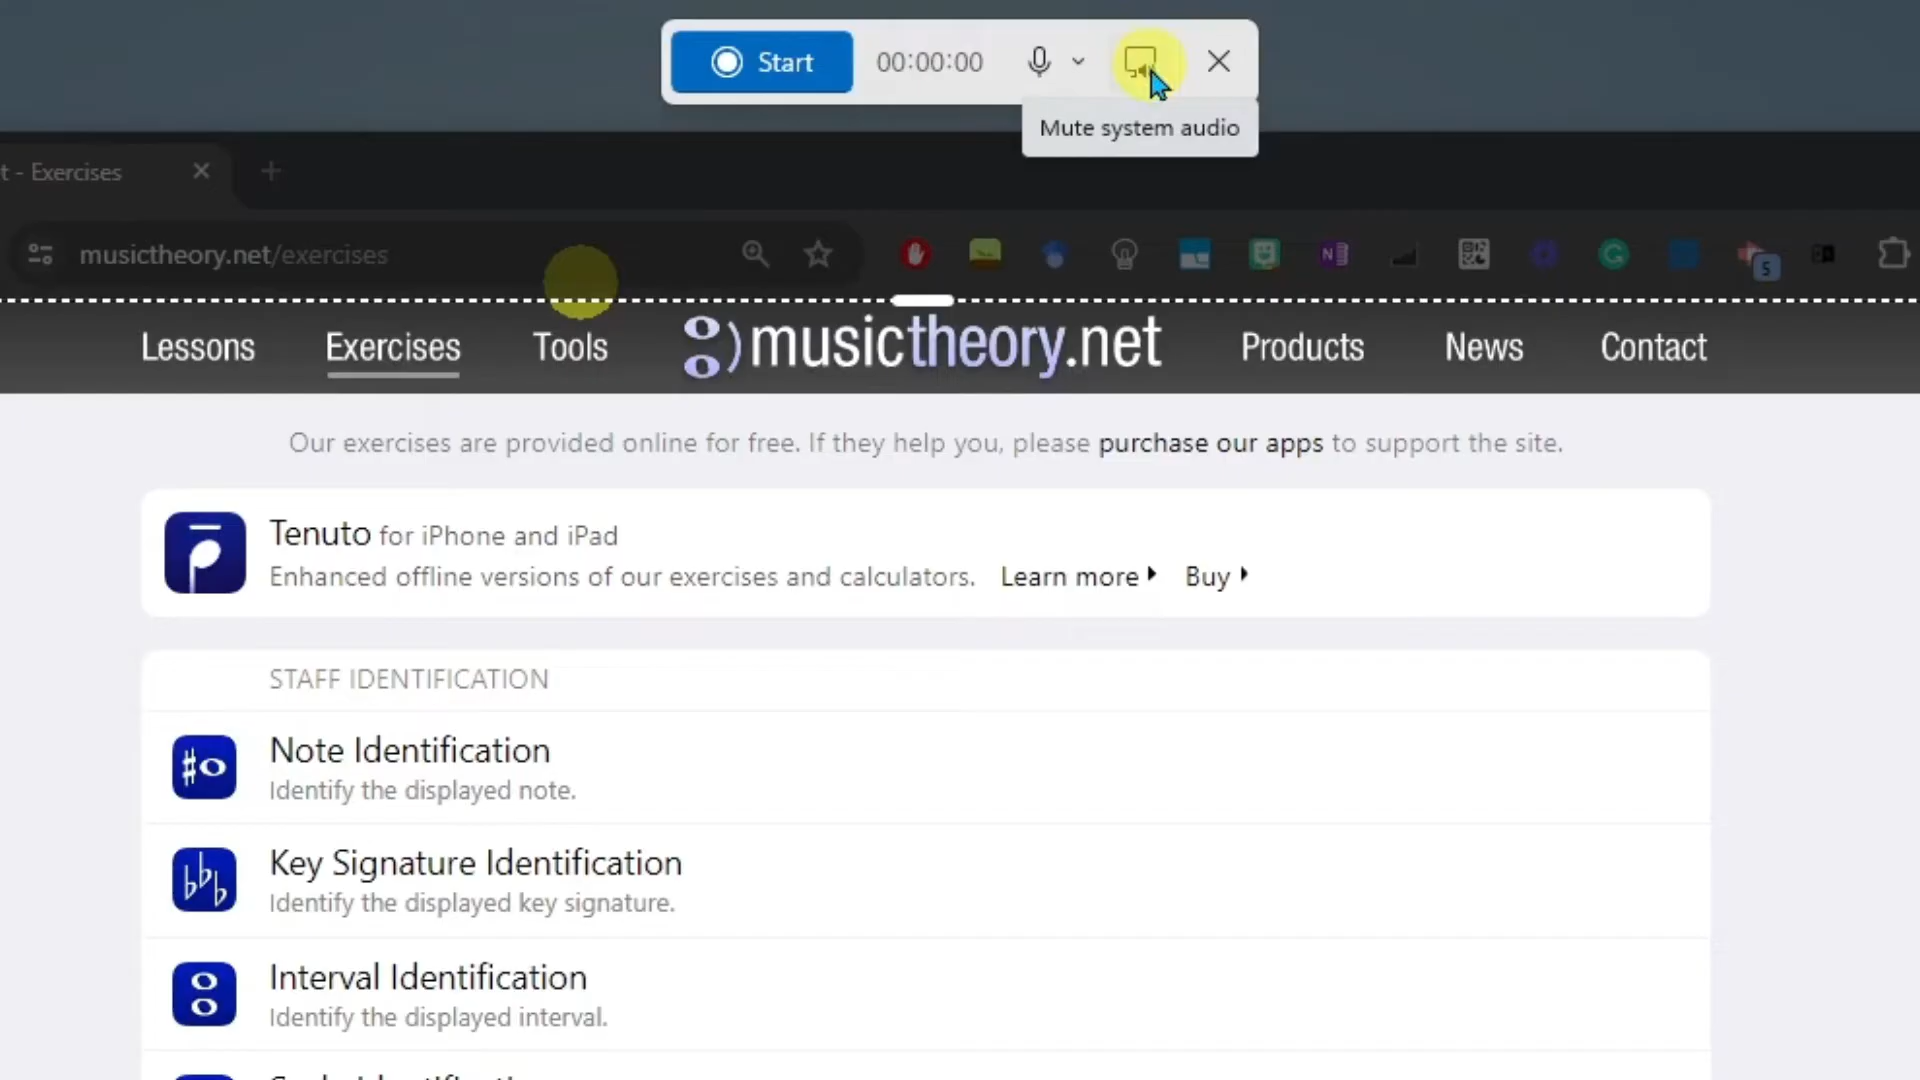 Start 00:00:00
Mute system audio
t - Exercises
musictheory.net/exercises
5
Lessons Exercises Tools musictheory.net Products News Contact
Our exercises are provided online for free. If they help you, please purchase our apps to support the site.
Tenuto for iPhone and iPad
Enhanced offline versions of our exercises and calculators. Learn more Buy
STAFF IDENTIFICATION
Note Identification
Identify the displayed note.
Key Signature Identification
Identify the displayed key signature.
Interval Identification
Identify the displayed interval.